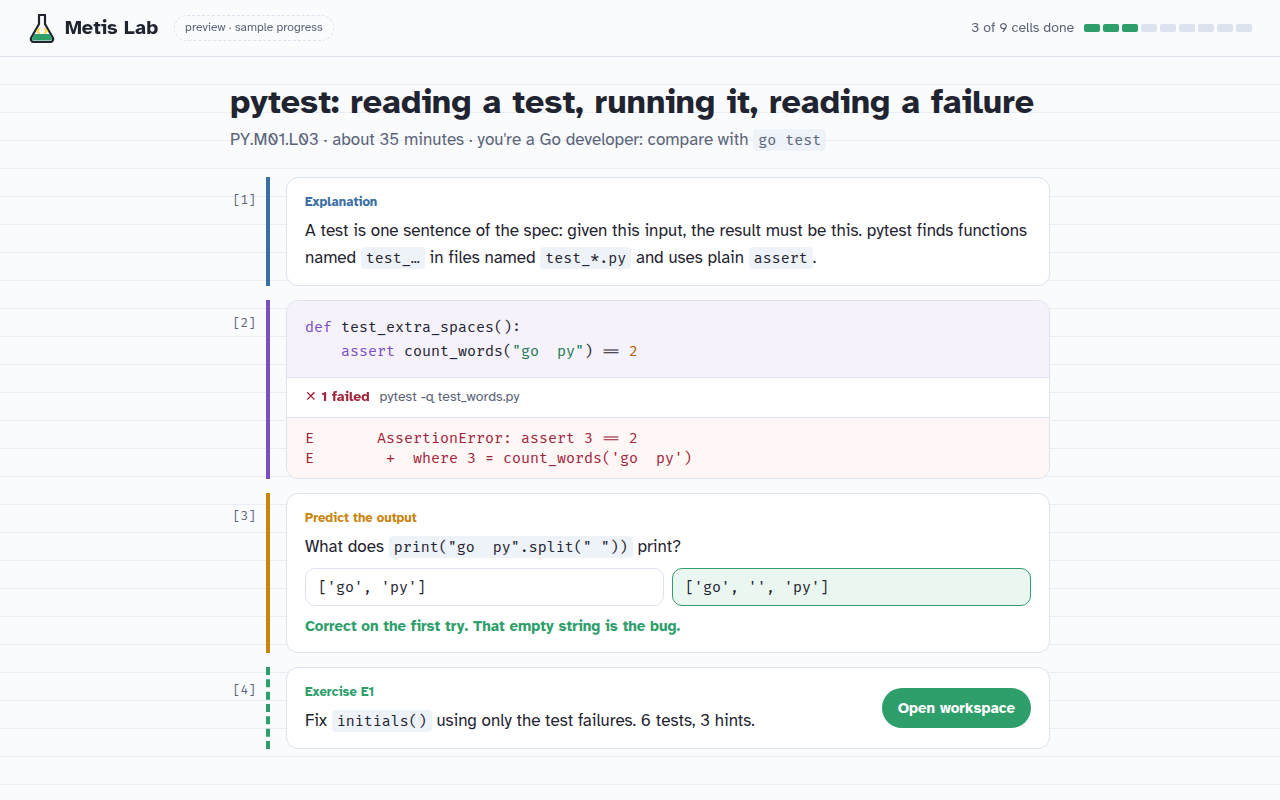 Metis Lab
preview · sample progress
3 of 9 cells done
pytest: reading a test, running it, reading a failure
PY.M01.L03 · about 35 minutes · you're a Go developer: compare with go test
[1]
Explanation
A test is one sentence of the spec: given this input, the result must be this. pytest finds functions
named test_… in files named test_*.py and uses plain assert.
[2]
def test_extra_spaces():
    assert count_words("go  py") == 2
✕ 1 failed pytest -q test_words.py
E       AssertionError: assert 3 == 2
E        +  where 3 = count_words('go  py')
[3]
Predict the output
What does print("go  py".split(" ")) print?
['go', 'py']
['go', '', 'py']
Correct on the first try. That empty string is the bug.
[4]
Exercise E1
Fix initials() using only the test failures. 6 tests, 3 hints.
Open workspace